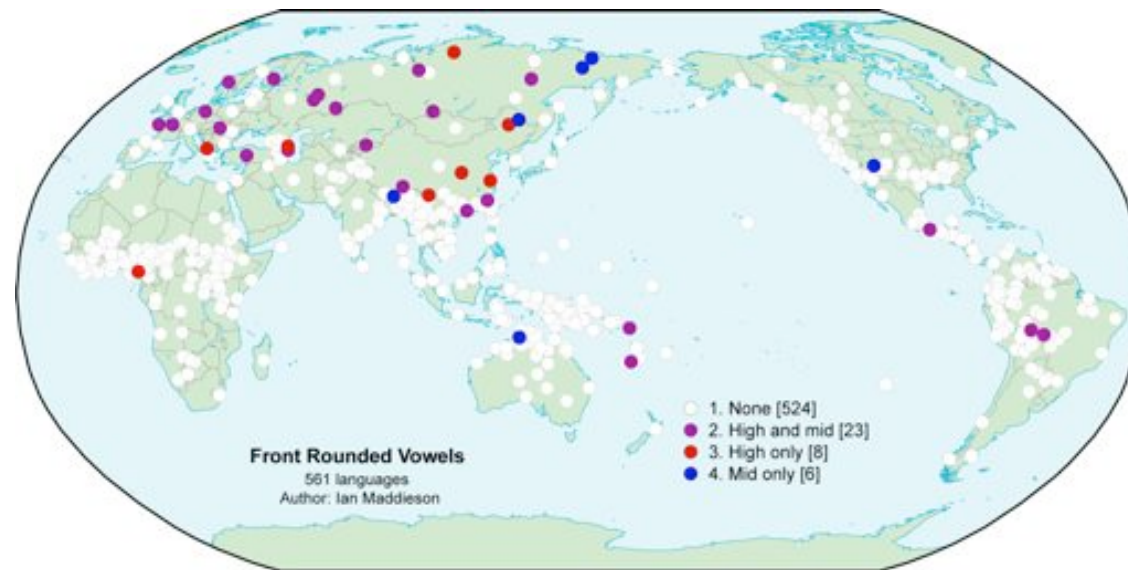 Front Rounded Vowels
561 languages
Author: Ian Maddieson
1. None [524]
2. High and mid [23]
3. High only [8]
4. Mid only [6]